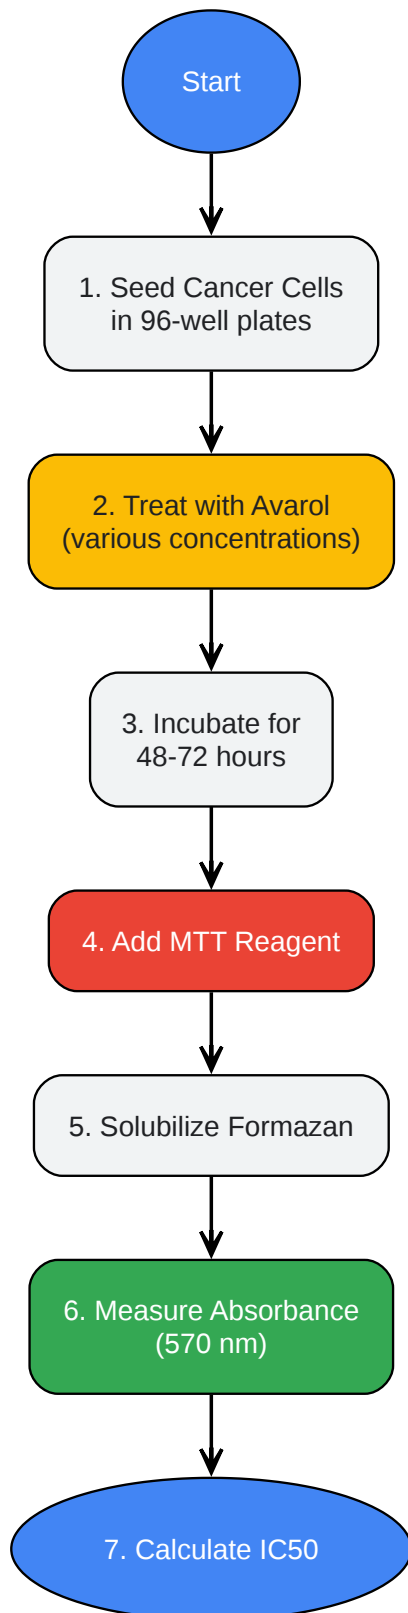 Start
1. Seed Cancer Cells
in 96-well plates
2. Treat with Avarol
(various concentrations)
3. Incubate for
48-72 hours
4. Add MTT Reagent
5. Solubilize Formazan
6. Measure Absorbance
(570 nm)
7. Calculate IC50